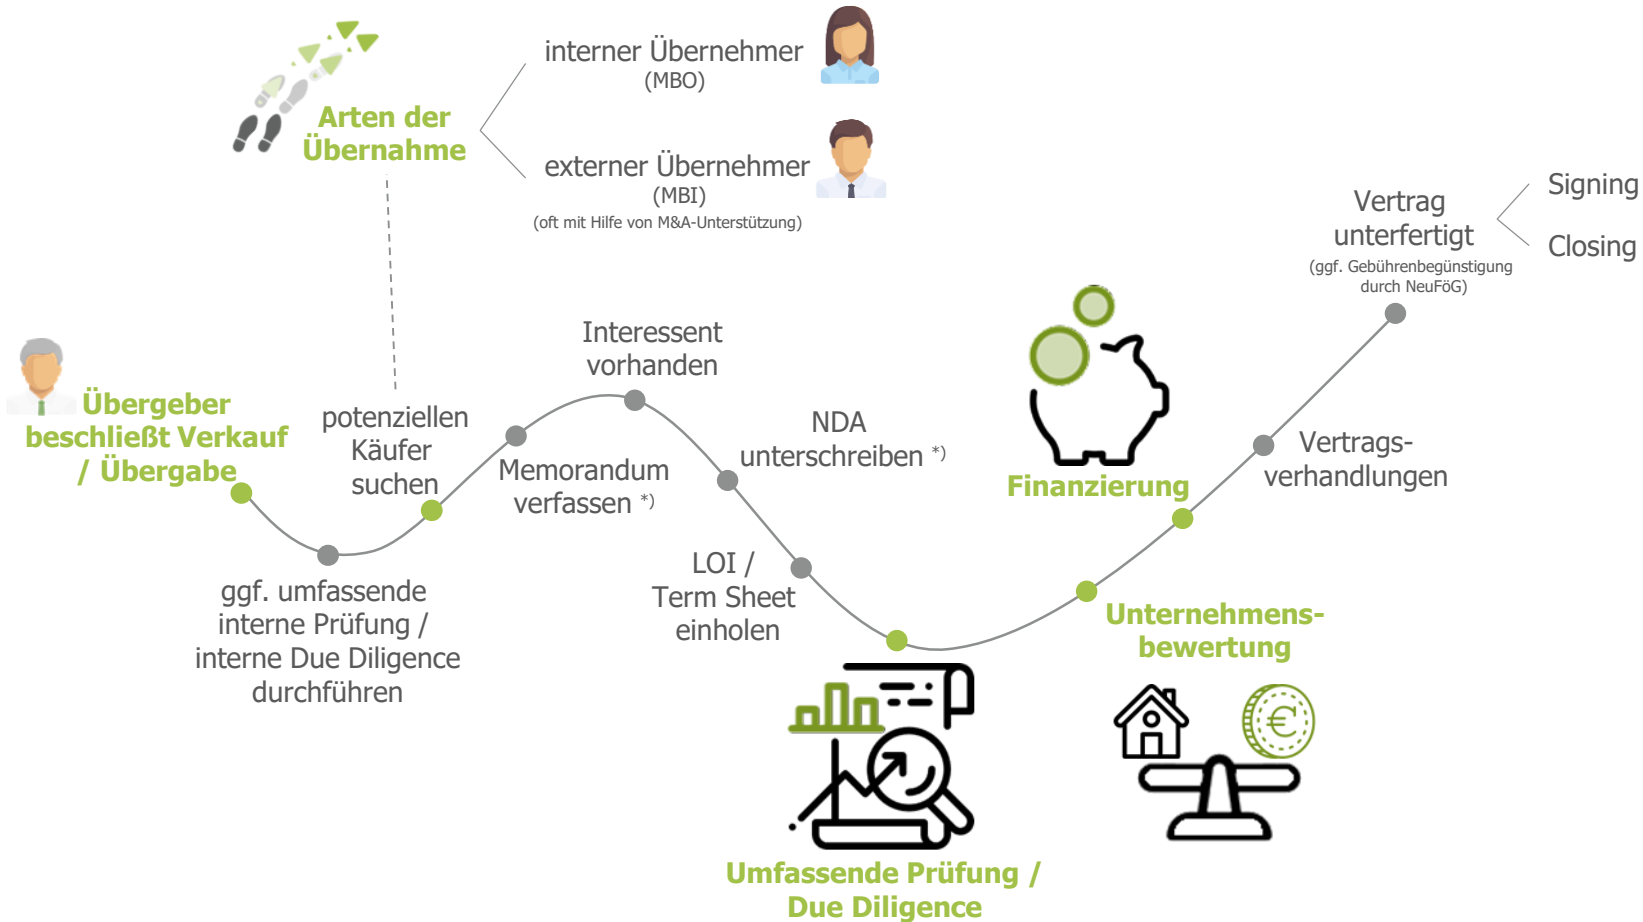 Arten der
Übernahme
interner Übernehmer
(MBO)
externer Übernehmer
(MBI)
(oft mit Hilfe von M&A-Unterstützung)
Übergeber
beschließt Verkauf
/ Übergabe
ggf. umfassende
interne Prüfung /
interne Due Diligence
durchführen
potenziellen
Käufer
suchen
Memorandum
verfassen *)
Interessent
vorhanden
NDA
unterschreiben *)
LOI /
Term Sheet
einholen
Umfassende Prüfung /
Due Diligence
Unternehmens-
bewertung
€
Finanzierung
Vertrags-
verhandlungen
Vertrag
unterfertigt
(ggf. Gebührenbegünstigung
durch NeuFöG)
Signing
Closing